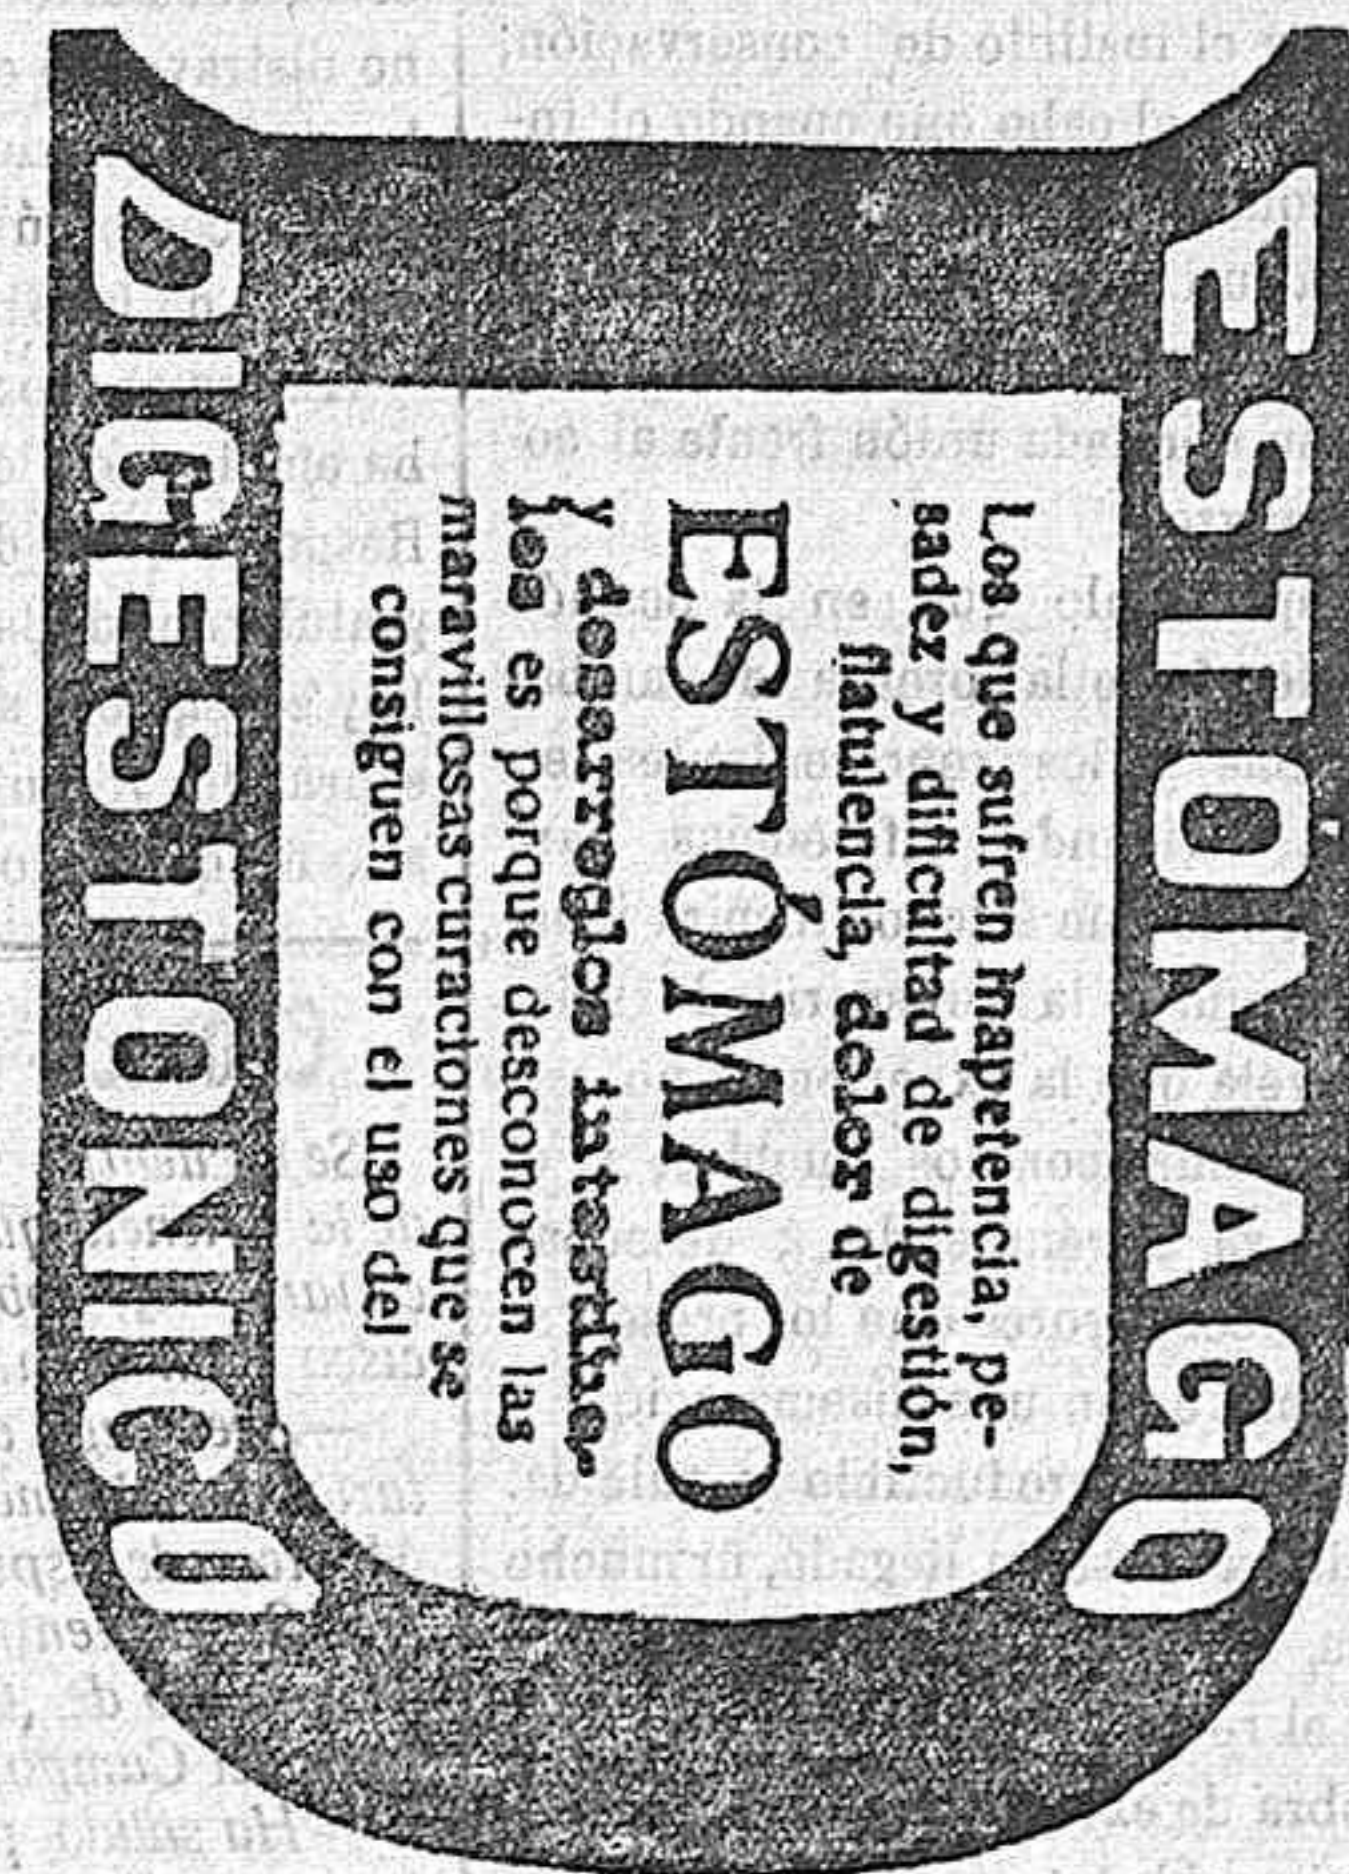 ESTOMAGO
Los que sufren inapetencia, pe-
sadez y dificultad de digestión,
flatulencia, dolor de
ESTÓMAGO
y desarreglos intestina-
les es porque desconocen las
maravillosas curaciones que se
consiguen con el uso del
DIGESTONICO